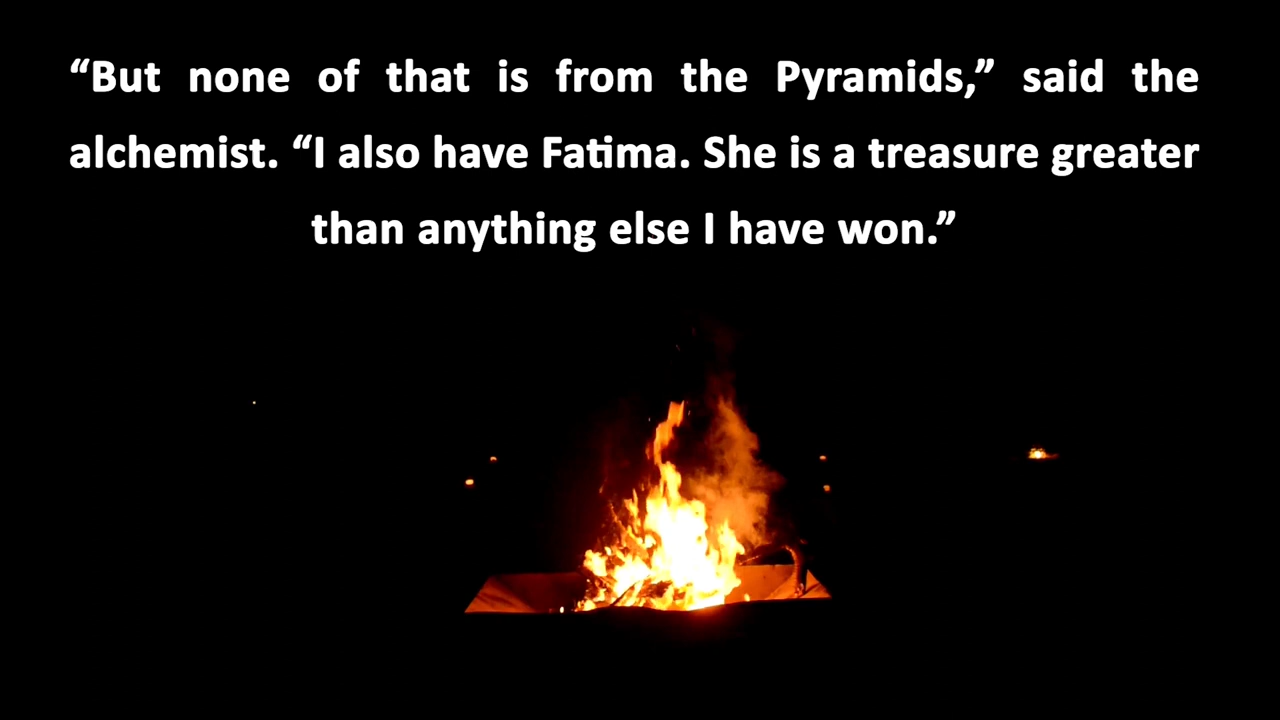 “But none of that is from the Pyramids,” said the
alchemist. “I also have Fatima. She is a treasure greater
than anything else I have won.”